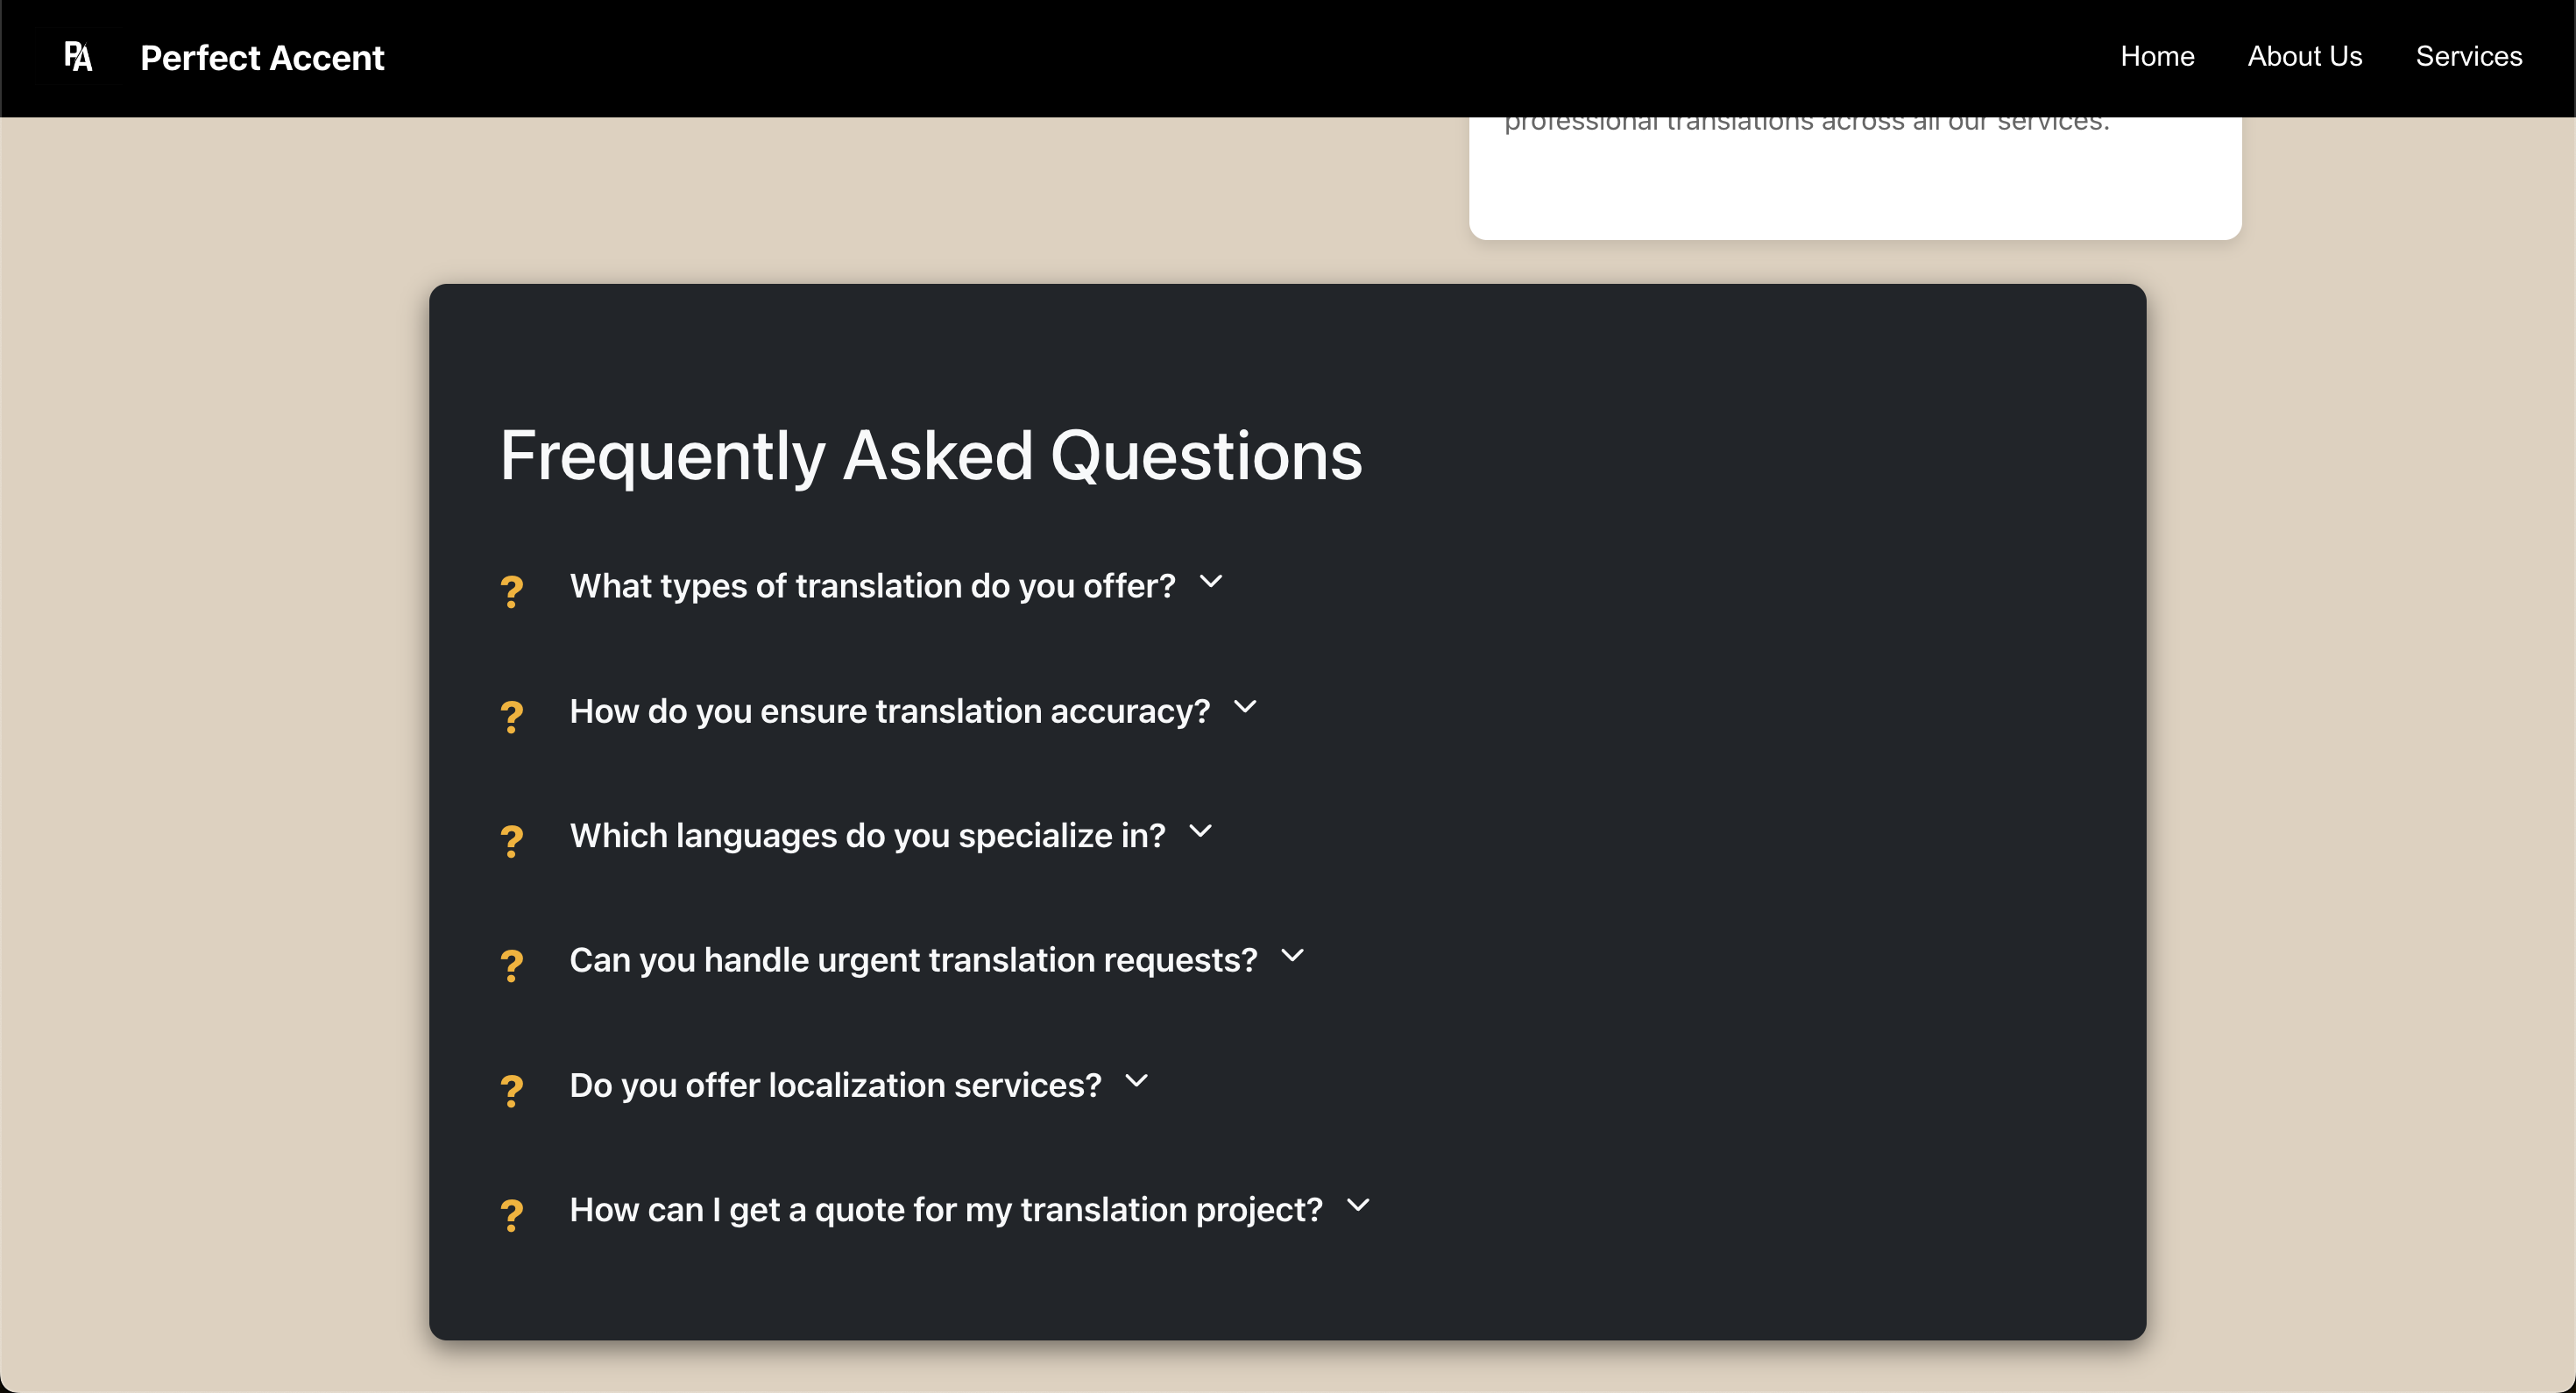 PA Perfect Accent
Home About Us Services
professional translations across all our services.
Frequently Asked Questions
? What types of translation do you offer?
? How do you ensure translation accuracy?
? Which languages do you specialize in?
? Can you handle urgent translation requests?
? Do you offer localization services?
? How can I get a quote for my translation project?